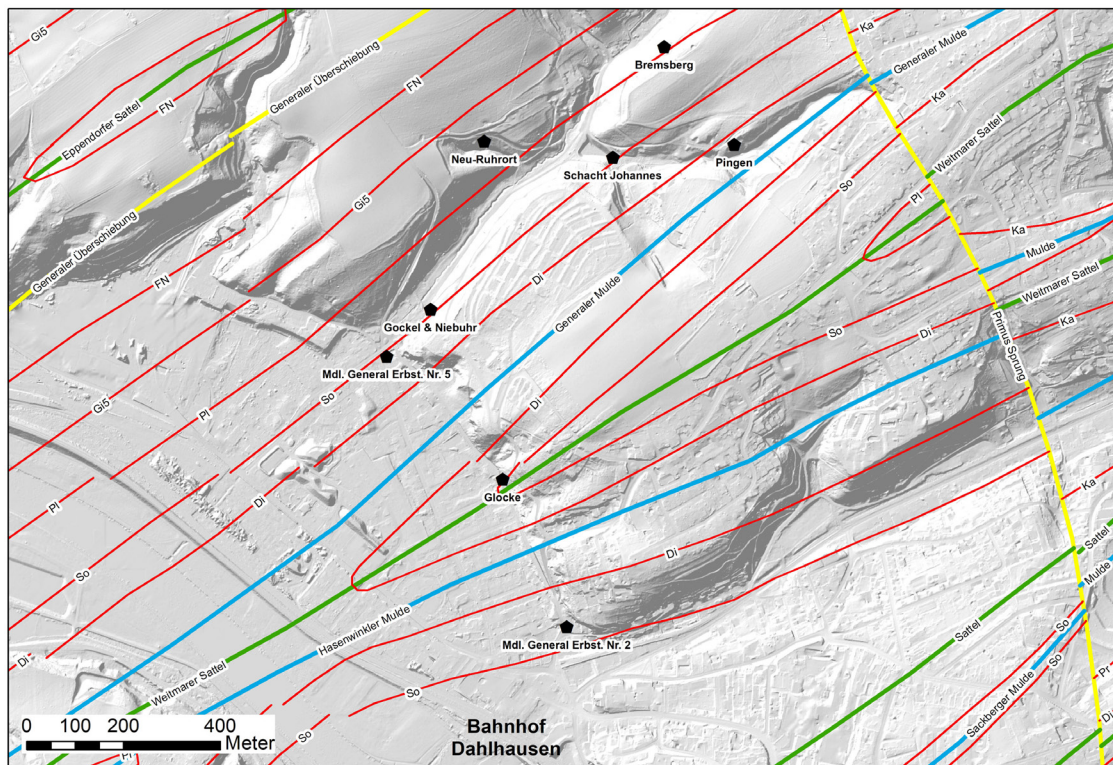 Gi5
Ka
Generaler Mulde
Bremsberg
Generaler Überschiebung
FN
Eppendorfer Sattel
FN
Ka
Weitmarer Sattel
Neu-Ruhrort
Pingen
Schacht Johannes
So
Pl
Gi5
Generaler Überschiebung
Ka
Mulde
FN
Di
Generaler Mulde
Weitmarer Sattel
Gockel & Niebuhr
So
Di
Ka
Primus Sprung
Mdl. General Erbst. Nr. 5
So
Gi5
Pl
Di
Glocke
Pl
Di
Ka
So
Di
Sattel
Hasenwinkler Mulde
Mulde
Mdl. General Erbst. Nr. 2
So
Sattel
So
Di
Weitmarer Sattel
So
Pr
Sackberger Mulde
0 100 200 400
Meter
Bahnhof
Dahlhausen
So
Di
Pl